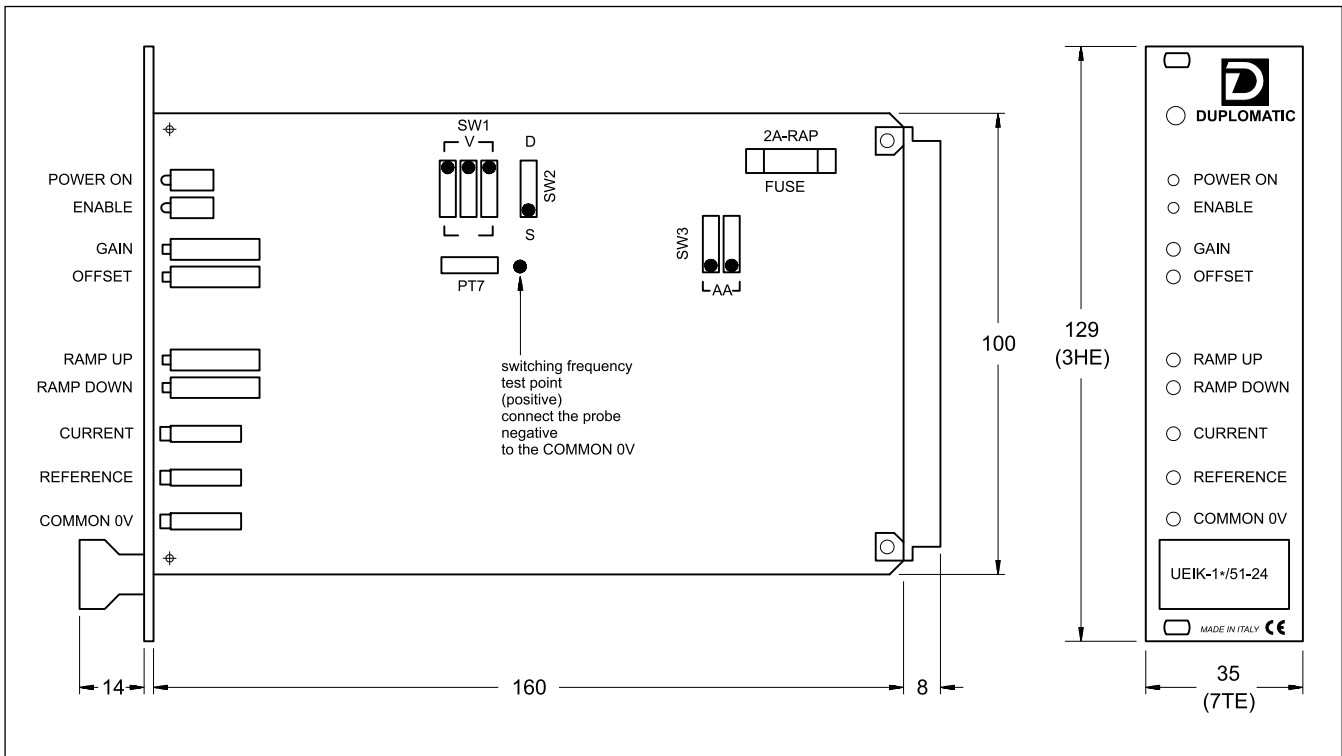 POWER ON
ENABLE
GAIN
OFFSET
RAMP UP
RAMP DOWN
CURRENT
REFERENCE
COMMON 0V
SW1
V
D
SW2
S
PT7
switching frequency
test point
(positive)
connect the probe
negative
to the COMMON 0V
2A-RAP
FUSE
SW3
AA
14
160
8
100
129
(3HE)
D
DUPLOMATIC
POWER ON
ENABLE
GAIN
OFFSET
RAMP UP
RAMP DOWN
CURRENT
REFERENCE
COMMON 0V
UEIK-1*/51-24
MADE IN ITALY CE
35
(7TE)